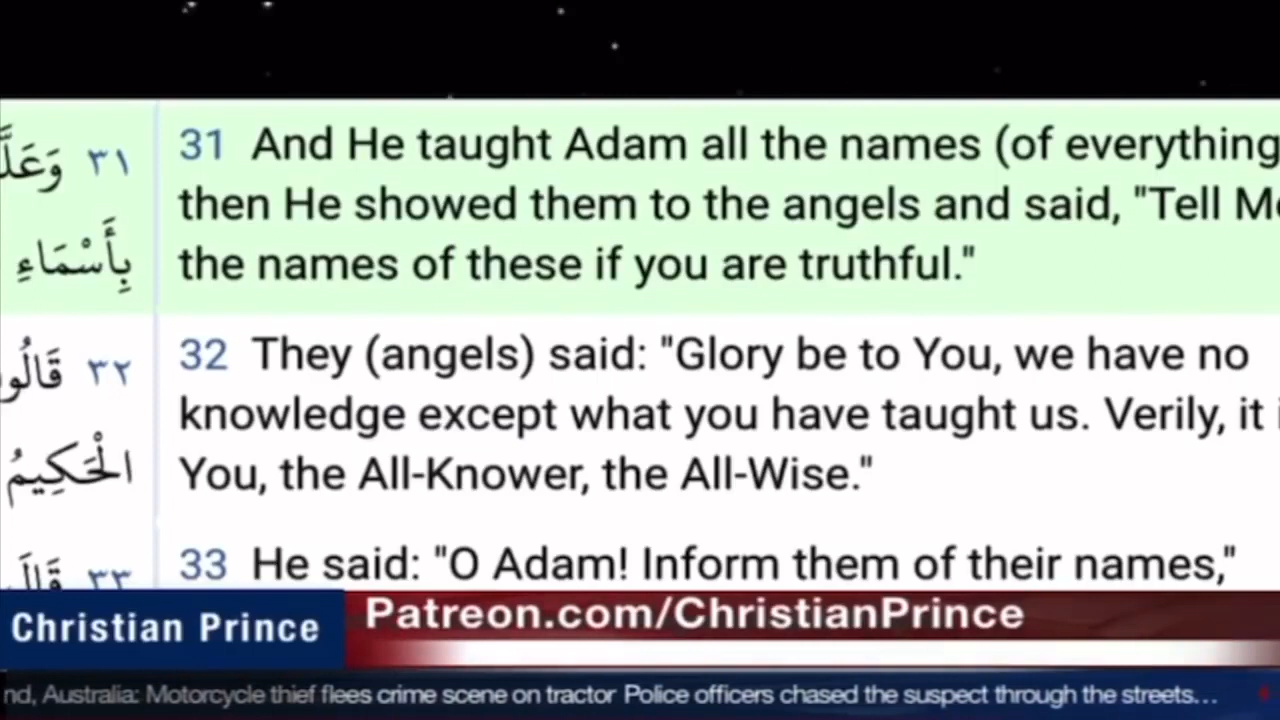 ٣١ وَعَلَّ
بِأَسْمَاءِ
31 And He taught Adam all the names (of everything
then He showed them to the angels and said, "Tell Me
the names of these if you are truthful."
٣٢ قَالُو
الْحَكِيمُ
32 They (angels) said: "Glory be to You, we have no
knowledge except what you have taught us. Verily, it i
You, the All-Knower, the All-Wise."
٣٣ قَالَ
33 He said: "O Adam! Inform them of their names,"
Christian Prince
Patreon.com/ChristianPrince
nd, Australia: Motorcycle thief flees crime scene on tractor Police officers chased the suspect through the streets...